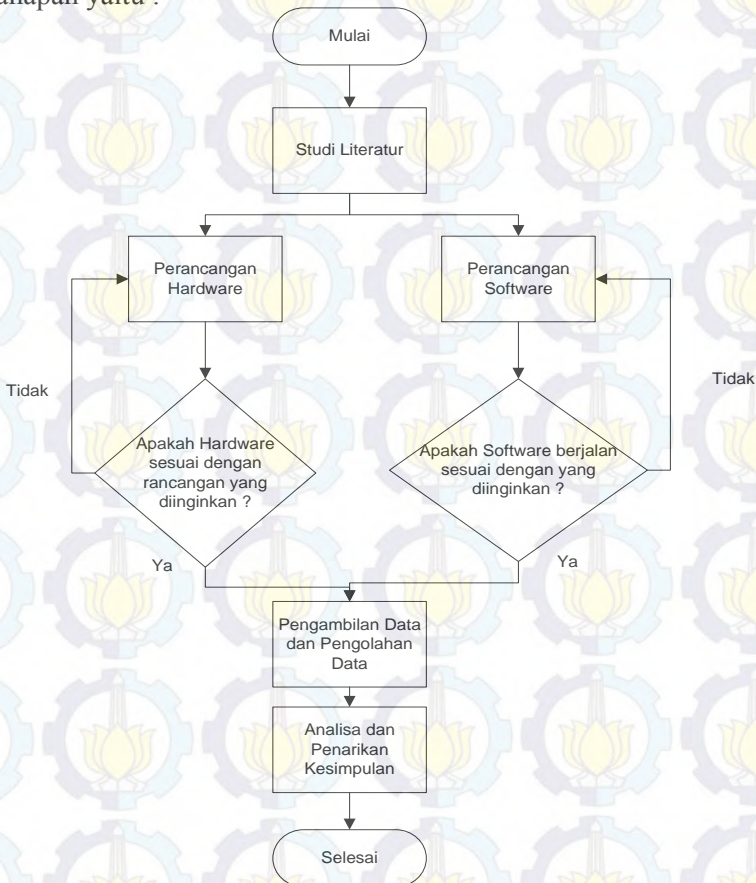 yaitu :
Mulai
Studi Literatur
Perancangan
Hardware
Perancangan
Software
Tidak
Tidak
Apakah Hardware
sesuai dengan
rancangan yang
diinginkan ?
Apakah Software berjalan
sesuai dengan yang
diinginkan ?
Ya
Ya
Pengambilan Data
dan Pengolahan
Data
Analisa dan
Penarikan
Kesimpulan
Selesai